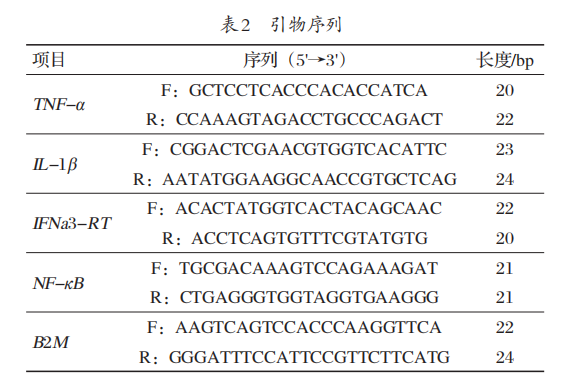 表2 引物序列
项目 序列（5'→3'） 长度/bp
TNF-α F：GCTCCTCACCCACACCATCA 20
R：CCAAAGTAGACCTGCCCAGACT 22
IL-1β F：CGGACTCGAACGTGGTCACATTC 23
R：AATATGGAAGGCAACCGTGCTCAG 24
IFNa3-RT F：ACACTATGGTCACTACAGCAAC 22
R：ACCTCAGTGTTTCGTATGTG 20
NF-κB F：TGCGACAAAGTCCAGAAAGAT 21
R：CTGAGGGTGGTAGGTGAAGGG 21
B2M F：AAGTCAGTCCACCCAAGGTTCA 22
R：GGGATTTCCATTCCGTTCTTCATG 24